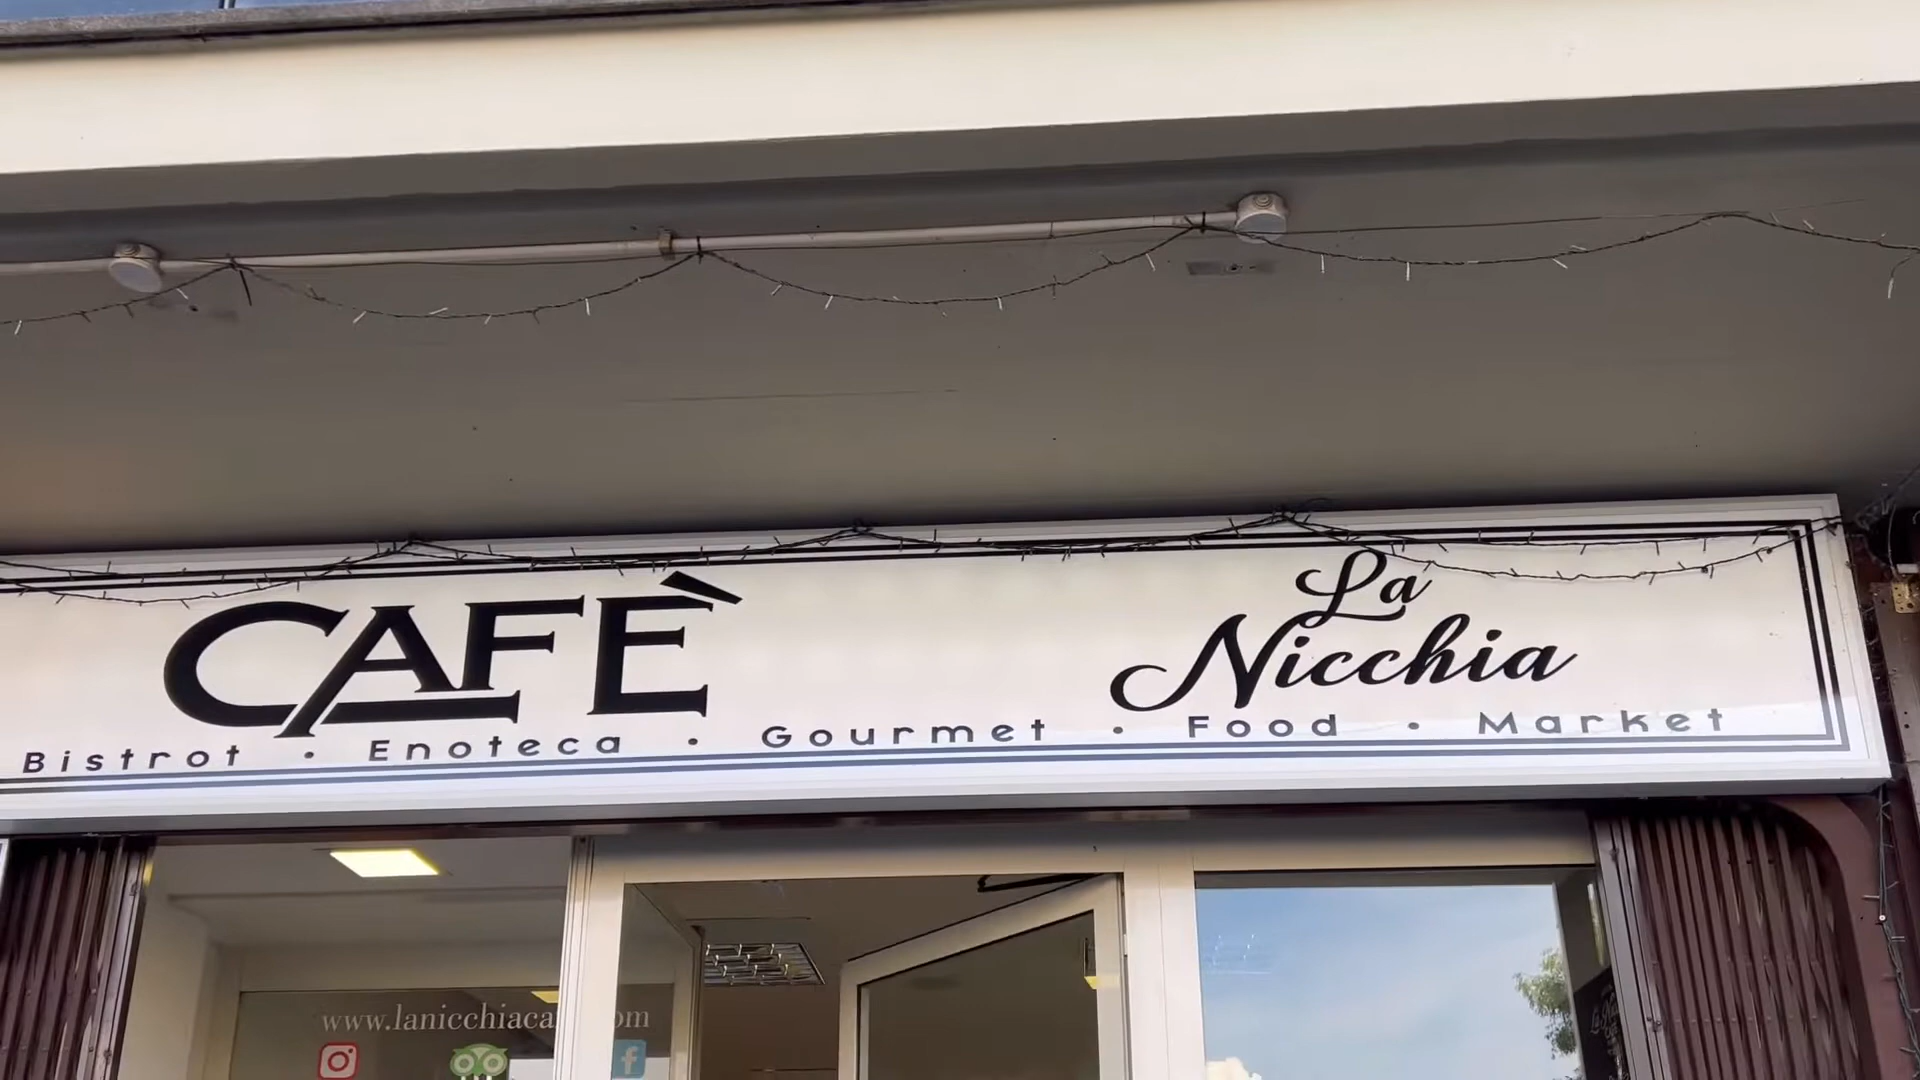 CAFÈ
La
Nicchia
Bistrot • Enoteca • Gourmet • Food • Market